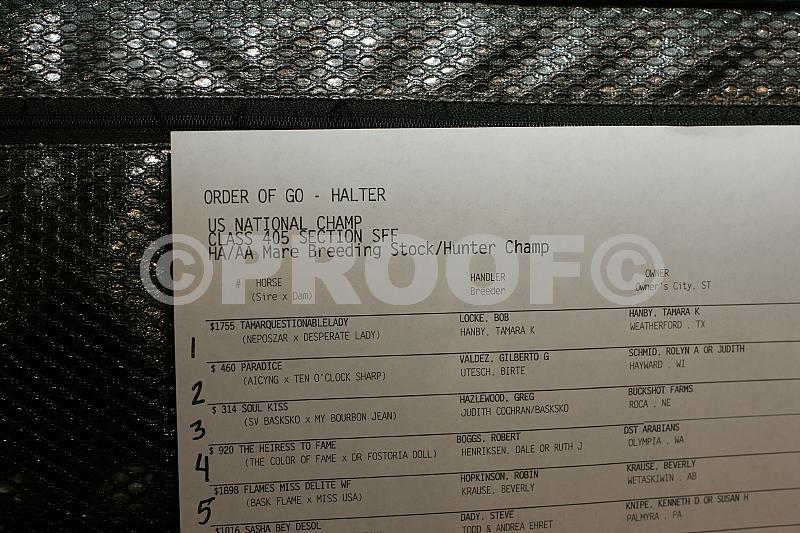 ORDER OF GO - HALTER
US NATIONAL CHAMP
CLASS 405 SECTION SFF
HA/AA Mare Breeding Stock/Hunter Champ
©PROOF©
# HORSE HANDLER OWNER
(Sire x Dam) Breeder Owner's City, ST
$1755 TAMARQUESTIONABLELADY LOCKE, BOB HANBY, TAMARA K
1 (NEPOSZAR x DESPERATE LADY) HANBY, TAMARA K WEATHERFORD , TX
$ 460 PARADICE VALDEZ, GILBERTO G SCHMID, ROLYN A OR JUDITH
2 (AICYNG x TEN O'CLOCK SHARP) UTESCH, BIRTE HAYWARD , WI
$ 314 SOUL KISS HAZLEWOOD, GREG BUCKSHOT FARMS
3 (SV BASKSKO x MY BOURBON JEAN) JUDITH COCHRAN/BASKSKO ROCA , NE
$ 920 THE HEIRESS TO FAME BOGGS, ROBERT DST ARABIANS
4 (THE COLOR OF FAME x DR FOSTORIA DOLL) HENRIKSEN, DALE OR RUTH J OLYMPIA , WA
$1898 FLAMES MISS DELITE WF HOPKINSON, ROBIN KRAUSE, BEVERLY
5 (BASK FLAME x MISS USA) KRAUSE, BEVERLY WETASKIWIN , AB
$1016 SASHA BEY DESOL DADY, STEVE KNIPE, KENNETH D OR SUSAN H
TODD & ANDREA EHRET PALMYRA , PA